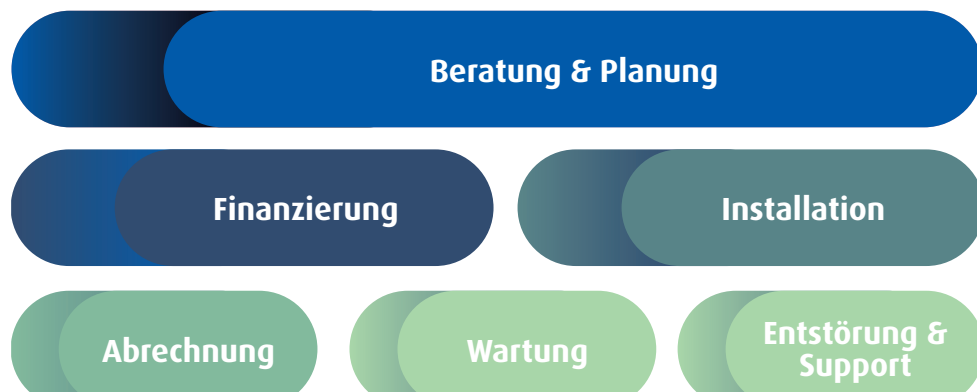 Beratung & Planung
Finanzierung
Installation
Abrechnung
Wartung
Entstörung &
Support